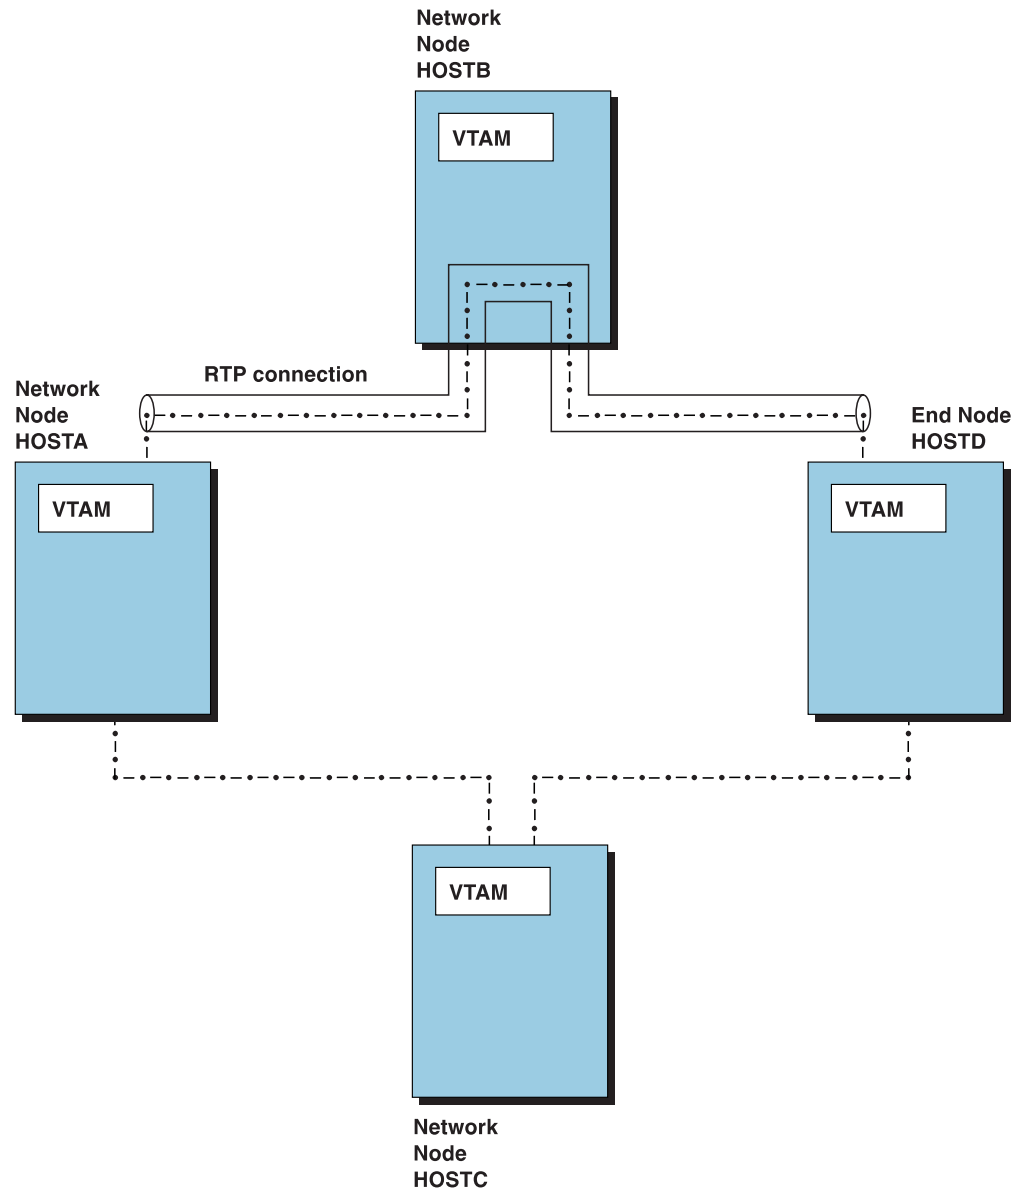 Network
Node
HOSTB
VTAM
RTP connection
Network
Node
HOSTA
End Node
HOSTD
VTAM
VTAM
VTAM
Network
Node
HOSTC